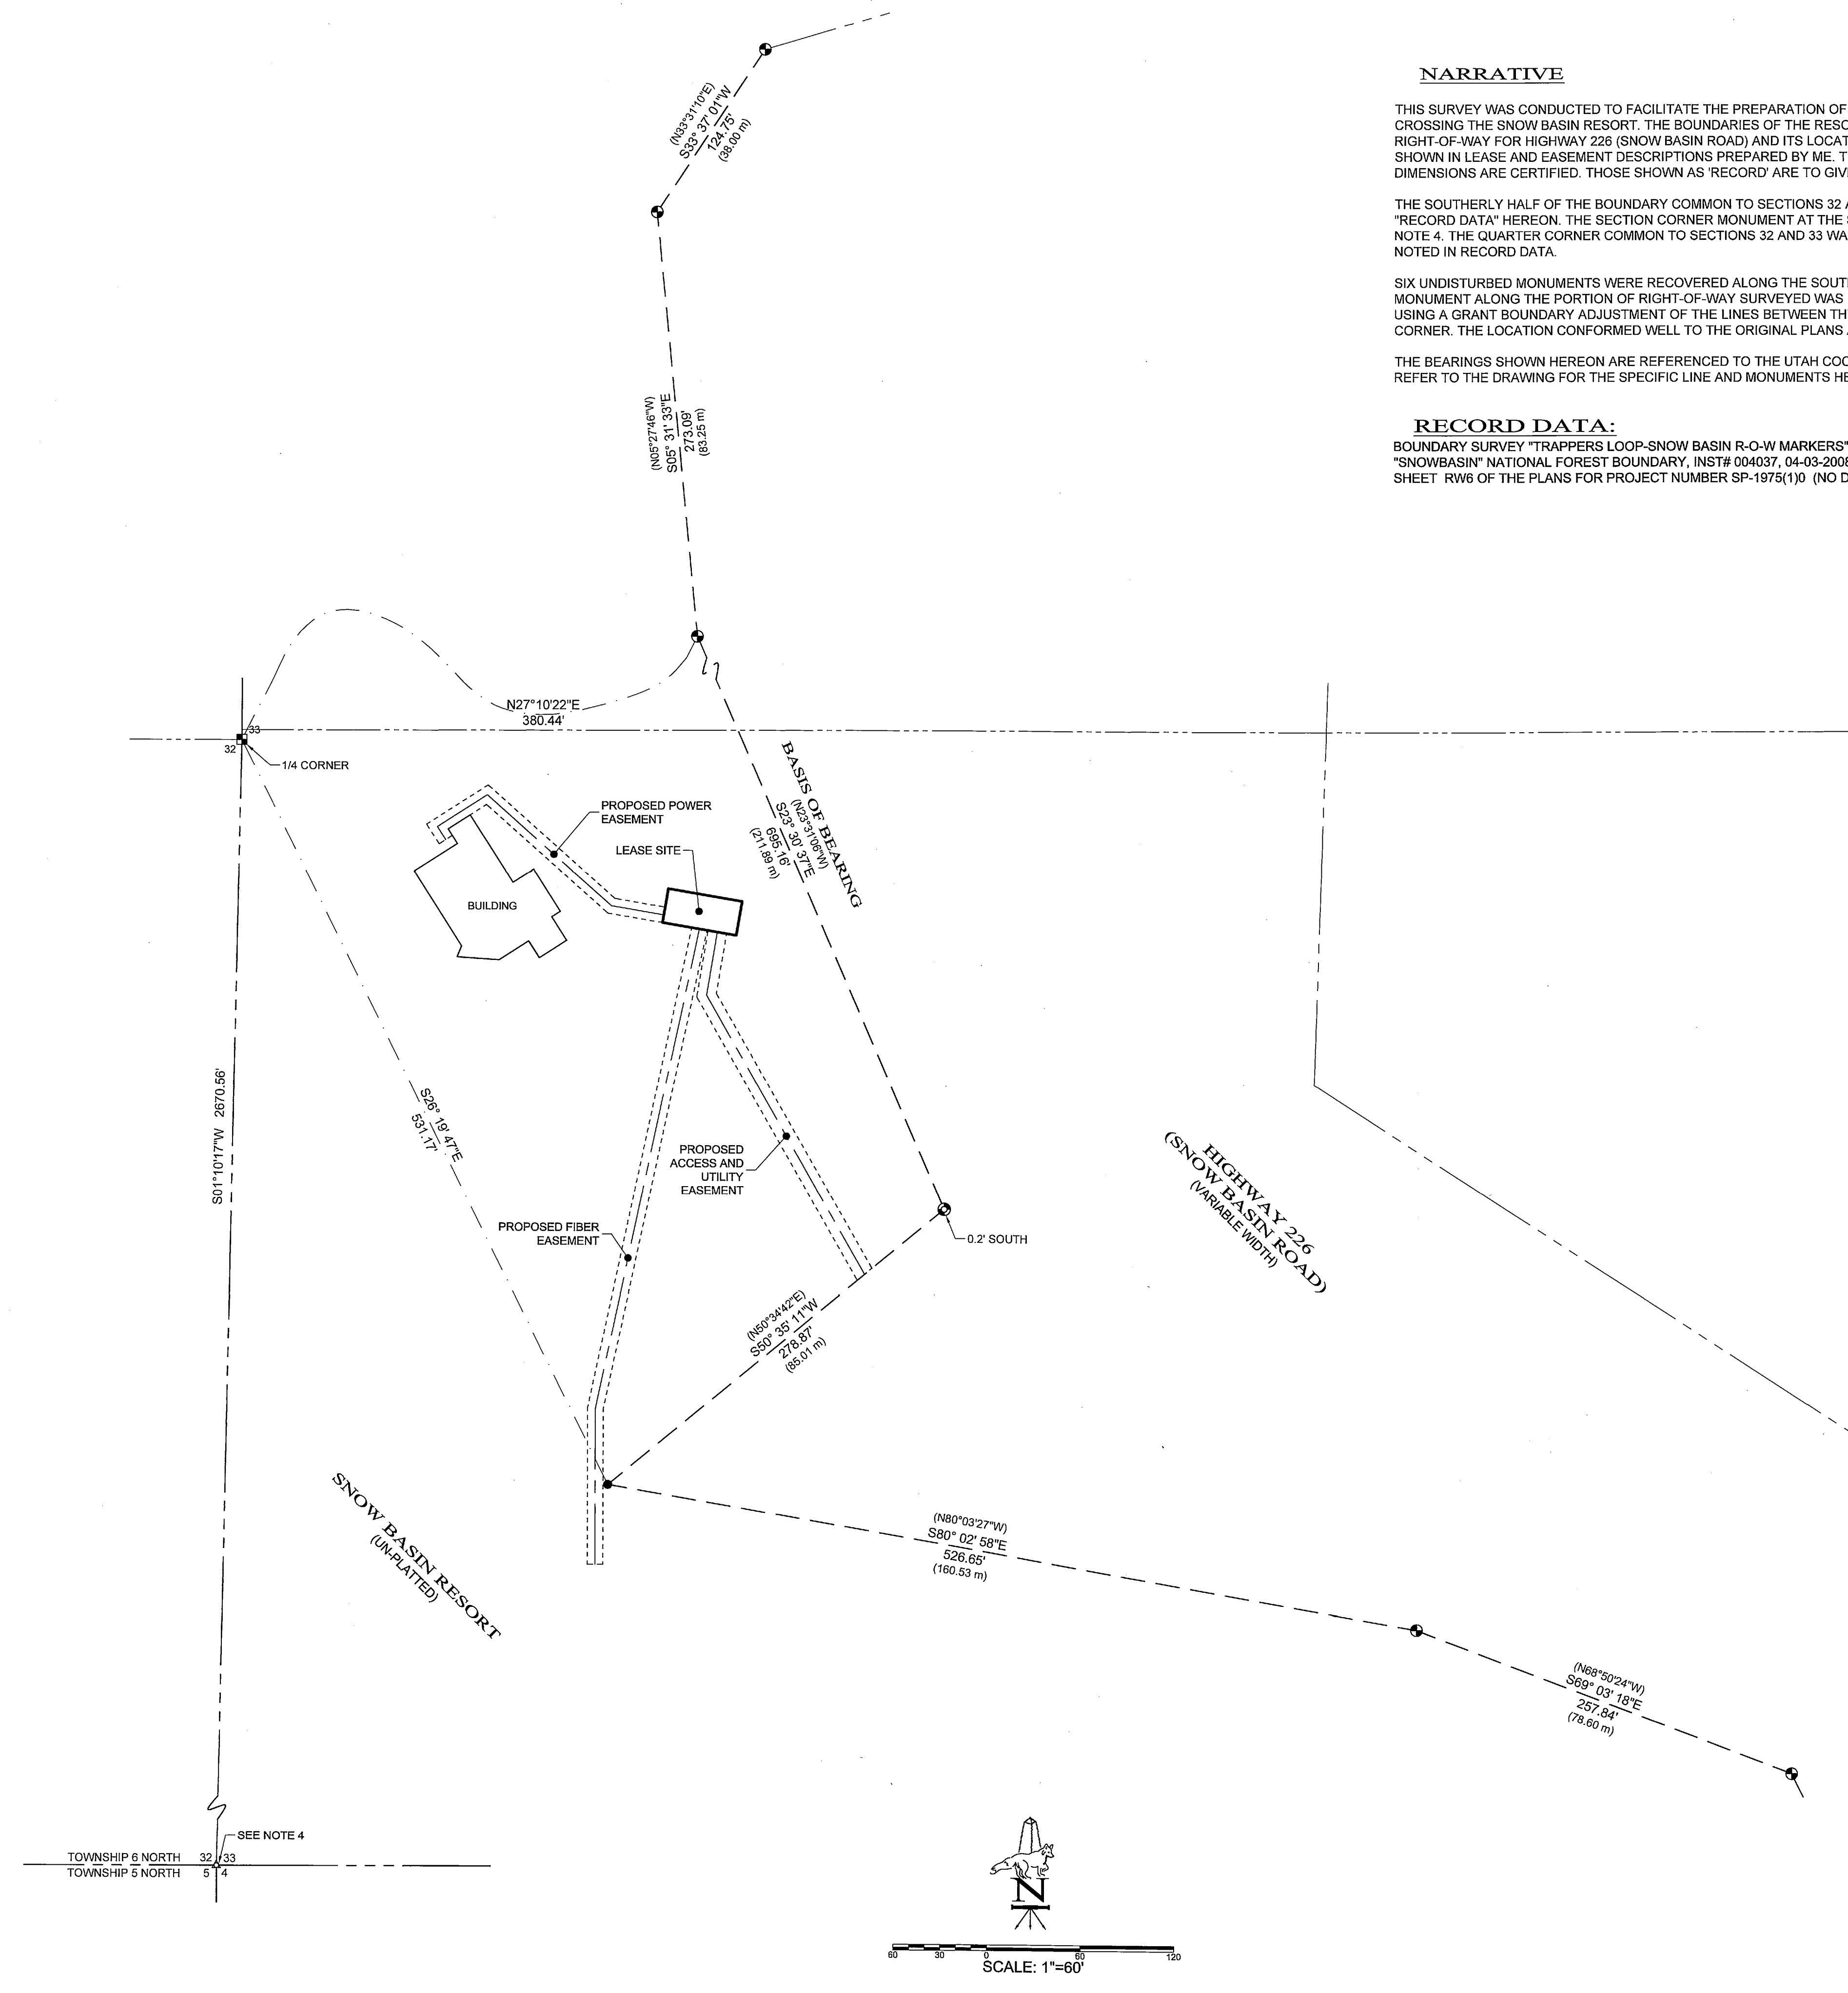 NARRATIVE
THIS SURVEY WAS CONDUCTED TO FACILITATE THE PREPARATION OF
CROSSING THE SNOW BASIN RESORT. THE BOUNDARIES OF THE RESO
RIGHT-OF-WAY FOR HIGHWAY 226 (SNOW BASIN ROAD) AND ITS LOCAT
SHOWN IN LEASE AND EASEMENT DESCRIPTIONS PREPARED BY ME. T
DIMENSIONS ARE CERTIFIED. THOSE SHOWN AS 'RECORD' ARE TO GIV
THE SOUTHERLY HALF OF THE BOUNDARY COMMON TO SECTIONS 32 A
"RECORD DATA" HEREON. THE SECTION CORNER MONUMENT AT THE
NOTE 4. THE QUARTER CORNER COMMON TO SECTIONS 32 AND 33 WA
NOTED IN RECORD DATA.
SIX UNDISTURBED MONUMENTS WERE RECOVERED ALONG THE SOUT
MONUMENT ALONG THE PORTION OF RIGHT-OF-WAY SURVEYED WAS
USING A GRANT BOUNDARY ADJUSTMENT OF THE LINES BETWEEN TH
CORNER. THE LOCATION CONFORMED WELL TO THE ORIGINAL PLANS
THE BEARINGS SHOWN HEREON ARE REFERENCED TO THE UTAH COO
REFER TO THE DRAWING FOR THE SPECIFIC LINE AND MONUMENTS HE
RECORD DATA:
BOUNDARY SURVEY "TRAPPERS LOOP-SNOW BASIN R-O-W MARKERS"
"SNOWBASIN" NATIONAL FOREST BOUNDARY, INST# 004037, 04-03-2008
SHEET RW6 OF THE PLANS FOR PROJECT NUMBER SP-1975(1)0 (NO D
(N33°31'10"E)
S33° 37' 01"W
124.75'
(38.00 m)
(N05°27'46"W)
S05° 31' 33"E
273.09'
(83.25 m)
N27°10'22"E
380.44'
33
32
1/4 CORNER
BASIS OF BEARING
(N23°31'06"W)
S23° 30' 37"E
695.16'
(211.89 m)
PROPOSED POWER
EASEMENT
LEASE SITE
BUILDING
S01°10'17"W 2670.56'
S26° 19' 47"E
531.17'
PROPOSED
ACCESS AND
UTILITY
EASEMENT
PROPOSED FIBER
EASEMENT
0.2' SOUTH
HIGHWAY 226
(SNOW BASIN ROAD)
(VARIABLE WIDTH)
(N50°34'42"E)
S50° 35' 11"W
278.87'
(85.01 m)
SNOW BASIN RESORT
(UN-PLATTED)
(N80°03'27"W)
S80° 02' 58"E
526.65'
(160.53 m)
(N68°50'24"W)
S69° 03' 18"E
257.84'
(78.60 m)
SEE NOTE 4
TOWNSHIP 6 NORTH 32 33
TOWNSHIP 5 NORTH 5 4
N
60 30 0 60 120
SCALE: 1"=60'